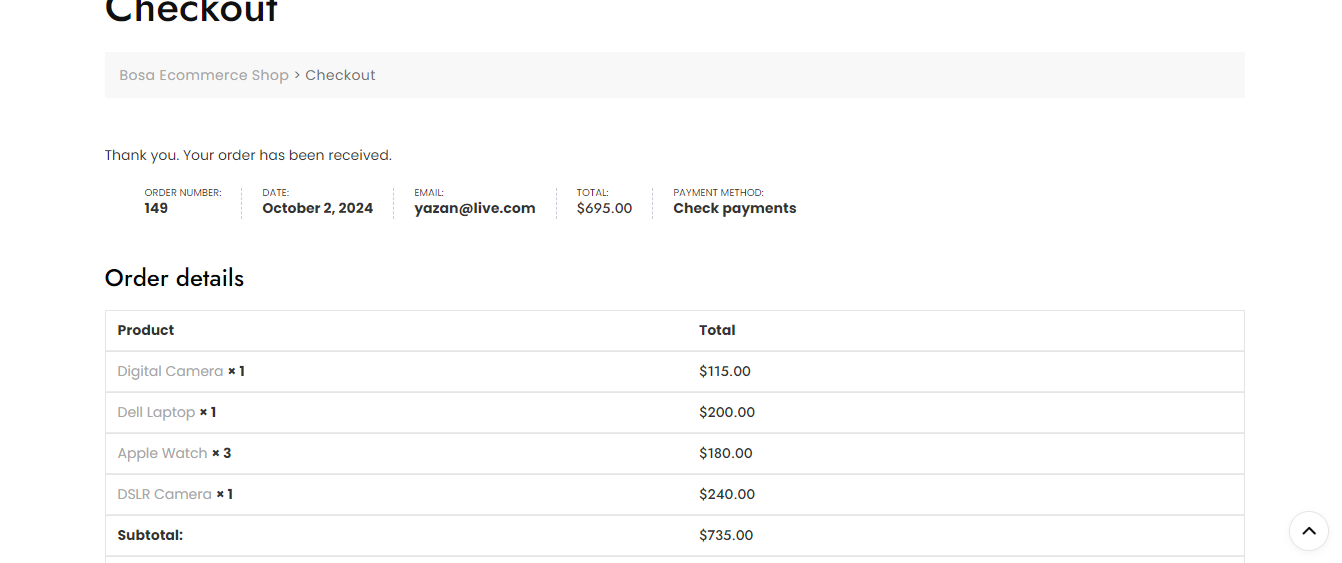 Checkout
Bosa Ecommerce Shop > Checkout
Thank you. Your order has been received.
ORDER NUMBER: DATE: EMAIL: TOTAL: PAYMENT METHOD:
149 October 2, 2024 yazan@live.com $695.00 Check payments
Order details
Product Total
Digital Camera × 1 $115.00
Dell Laptop × 1 $200.00
Apple Watch × 3 $180.00
DSLR Camera × 1 $240.00
Subtotal: $735.00